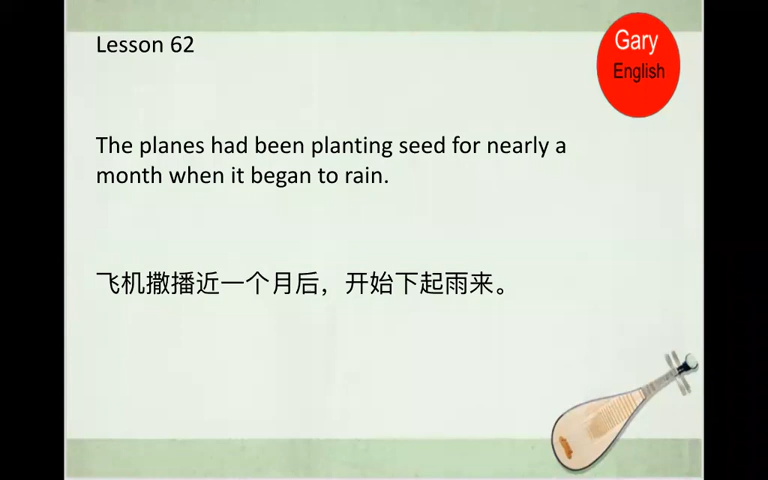 Lesson 62
Gary
English
The planes had been planting seed for nearly a
month when it began to rain.
飞机撒播近一个月后，开始下起雨来。